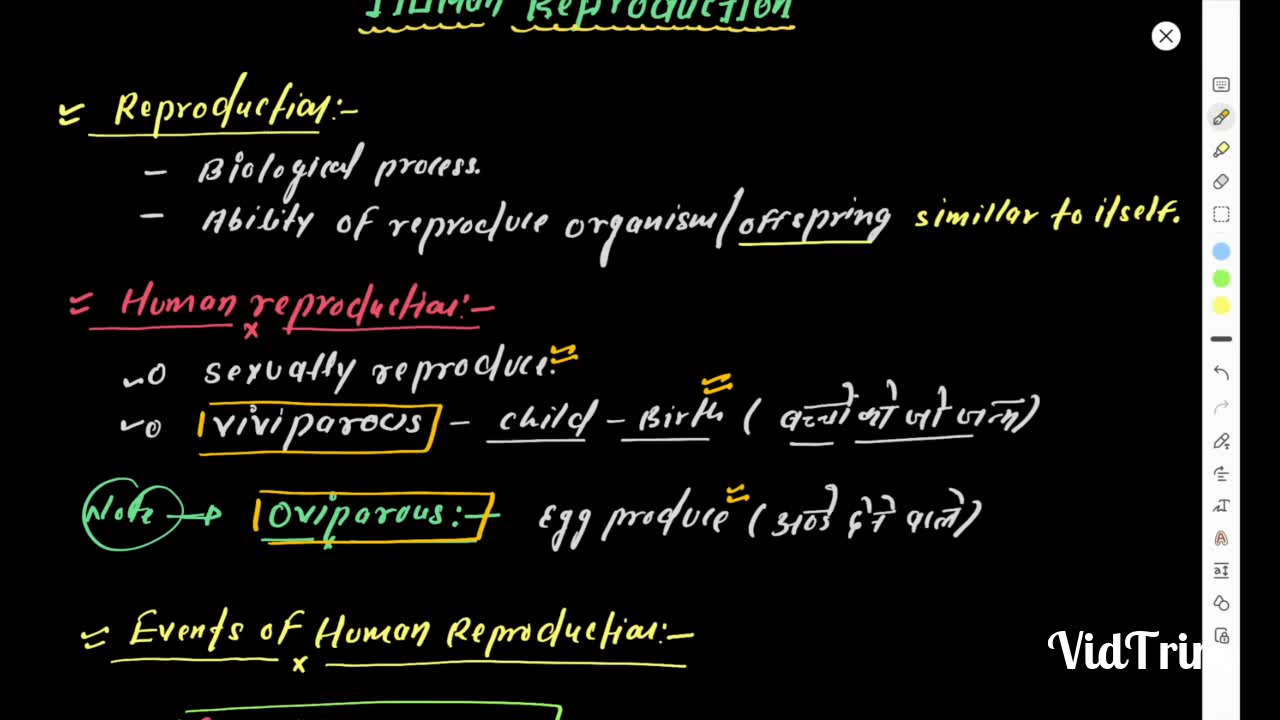 Human Reproduction
Reproduction:-
- Biological process.
- Ability of reproduce organism/offspring simillar to itself.
Human reproduction:-
sexually reproduce.
viviparous - child - Birth (बच्चों को जन्म)
Note → Oviparous:- Egg produce (अण्डे देने वाले)
Events of Human Reproduction:-
VidTrim